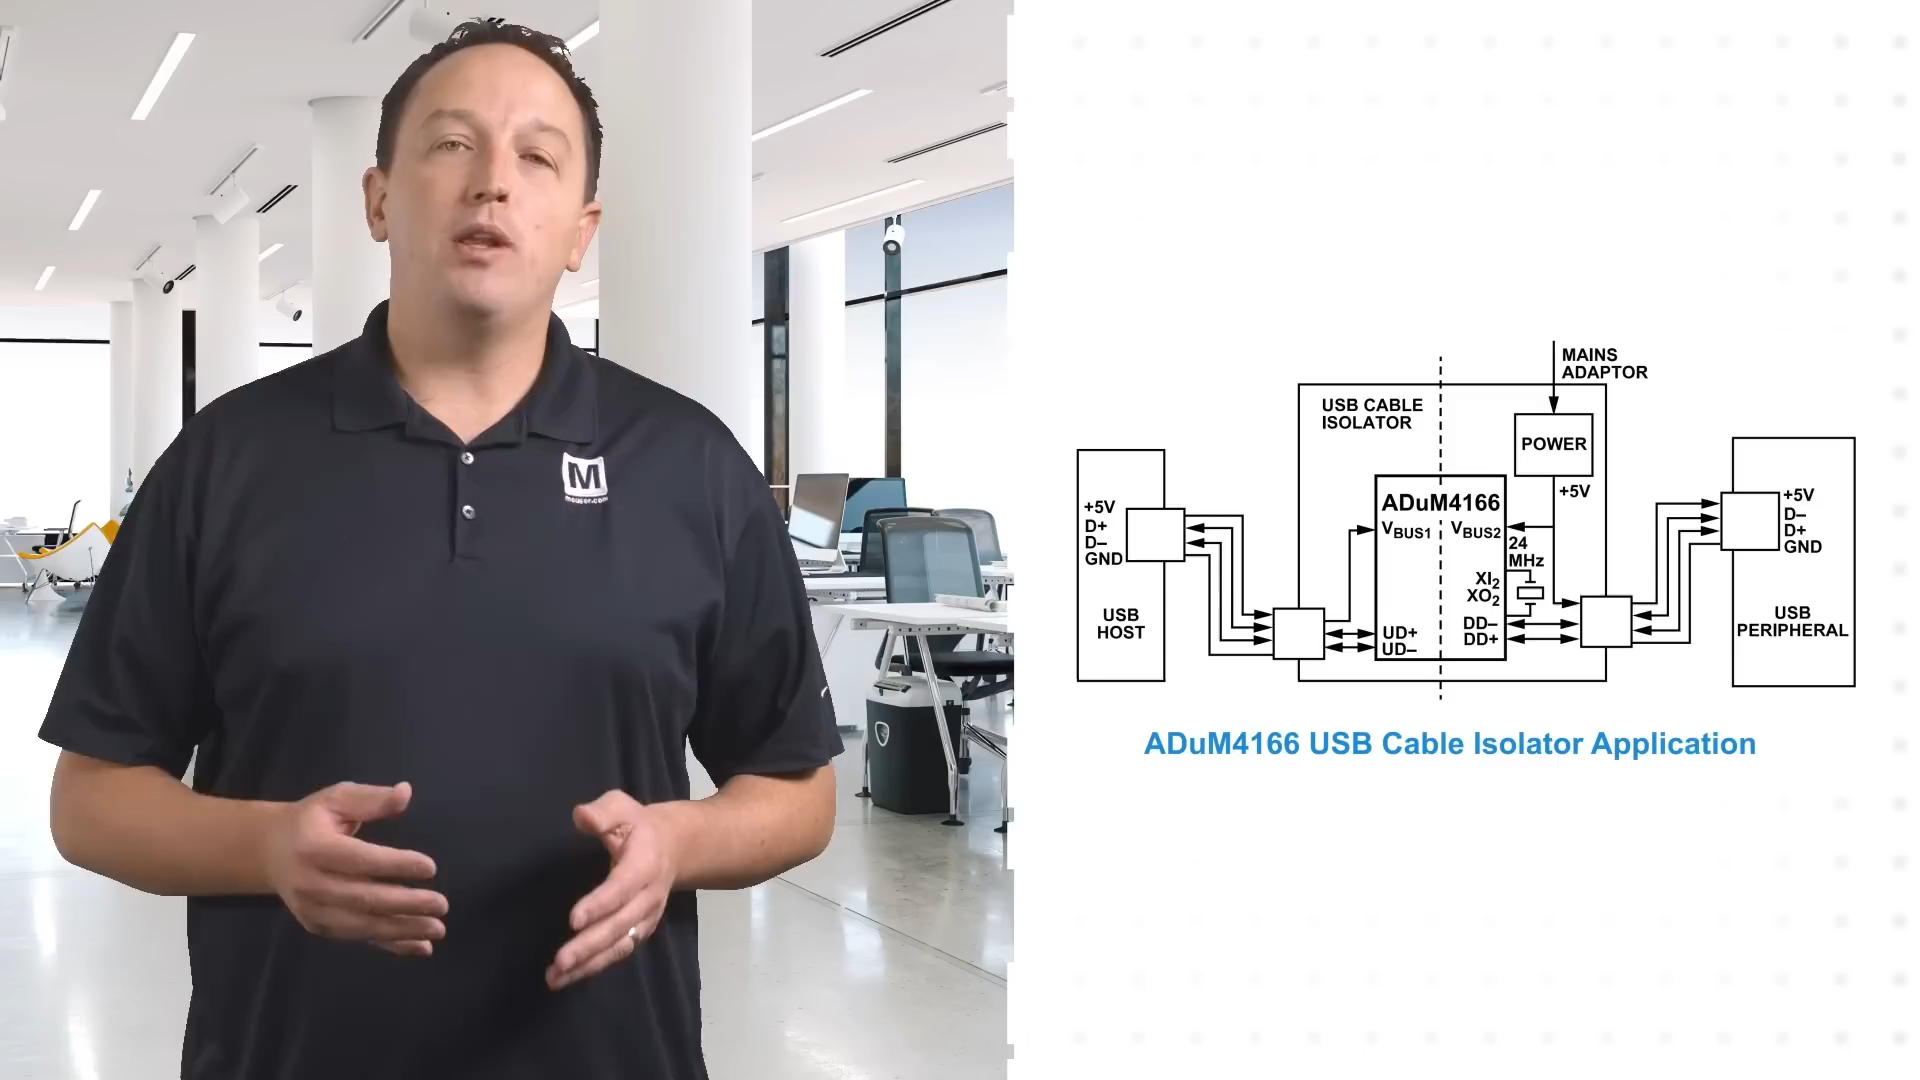 M
mouser.com
MAINS
ADAPTOR
USB CABLE
ISOLATOR
POWER
+5V
ADuM4166
VBUS1
VBUS2
24
MHz
XI2
XO2
UD+
UD–
DD–
DD+
+5V
D+
D–
GND
USB
HOST
+5V
D–
D+
GND
USB
PERIPHERAL
ADuM4166 USB Cable Isolator Application